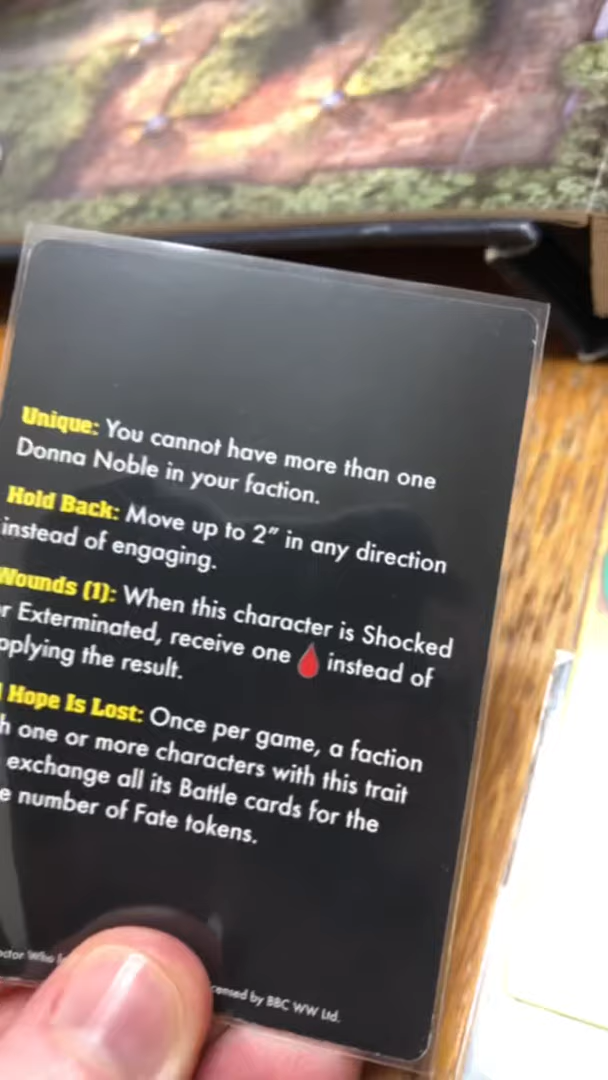 Unique: You cannot have more than one
Donna Noble in your faction.
Hold Back: Move up to 2" in any direction
instead of engaging.
Wounds (1): When this character is Shocked
r Exterminated, receive one instead of
pplying the result.
Hope Is Lost: Once per game, a faction
h one or more characters with this trait
exchange all its Battle cards for the
e number of Fate tokens.
ctor Who
censed by BBC WW Ltd.